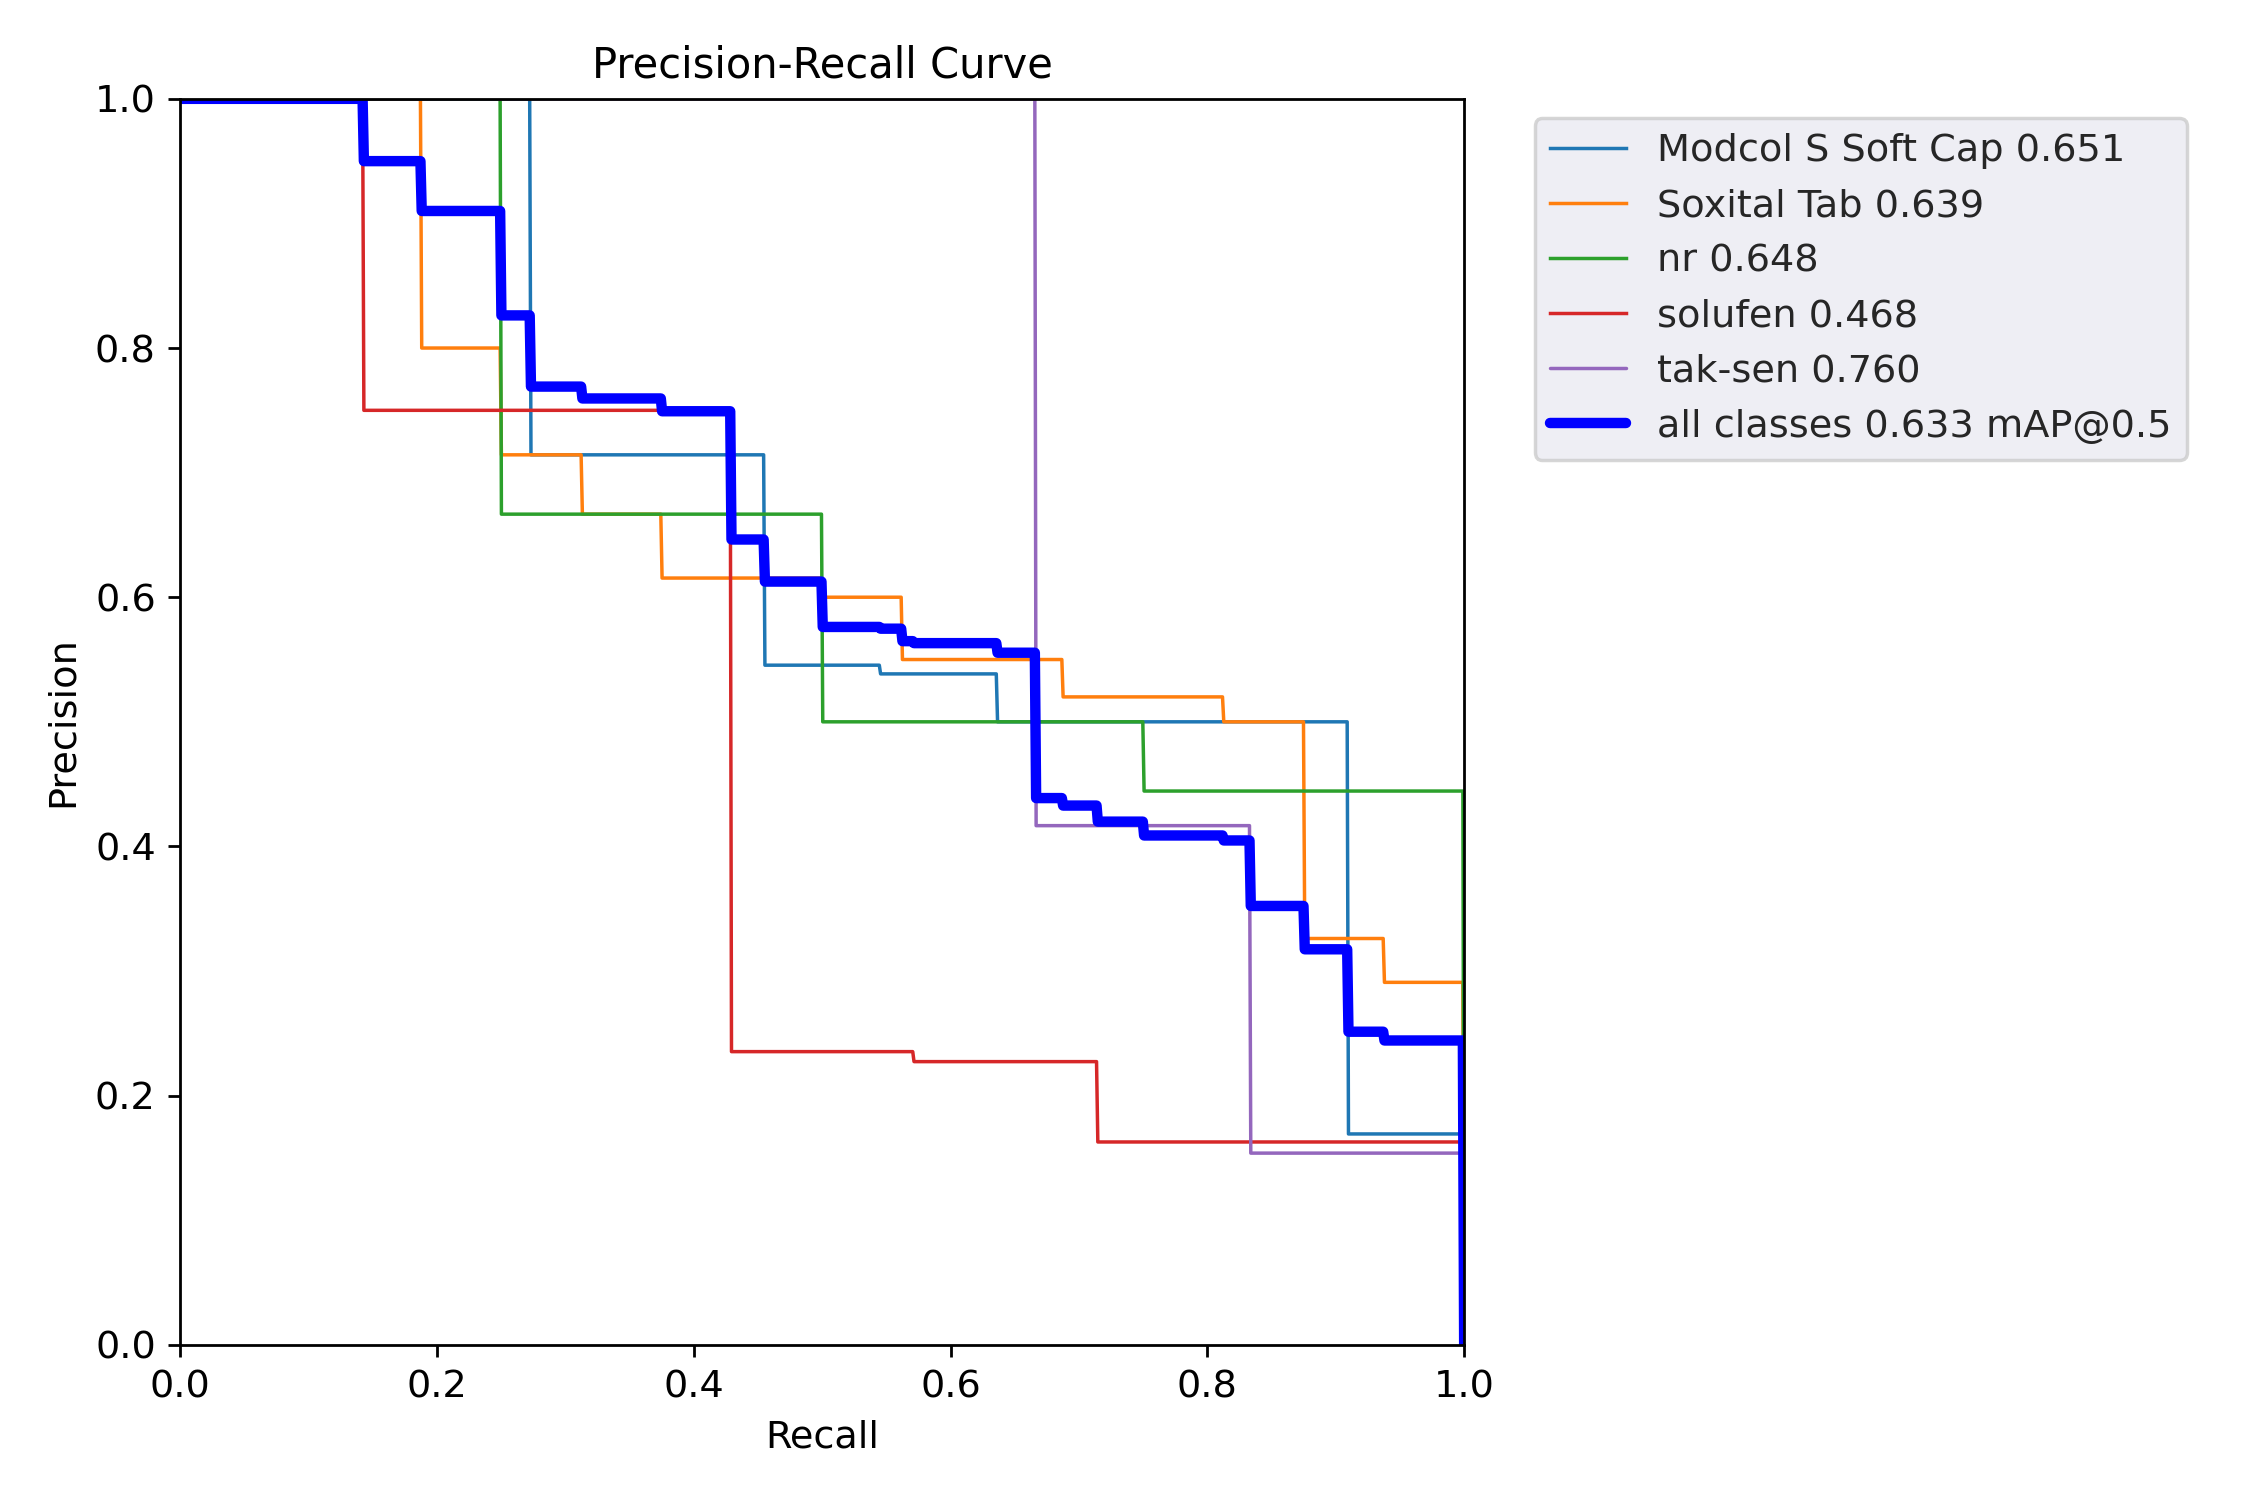 Precision-Recall Curve
1.0
0.8
0.6
0.4
0.2
0.0
Precision
0.0 0.2 0.4 0.6 0.8 1.0
Recall
Modcol S Soft Cap 0.651
Soxital Tab 0.639
nr 0.648
solufen 0.468
tak-sen 0.760
all classes 0.633 mAP@0.5